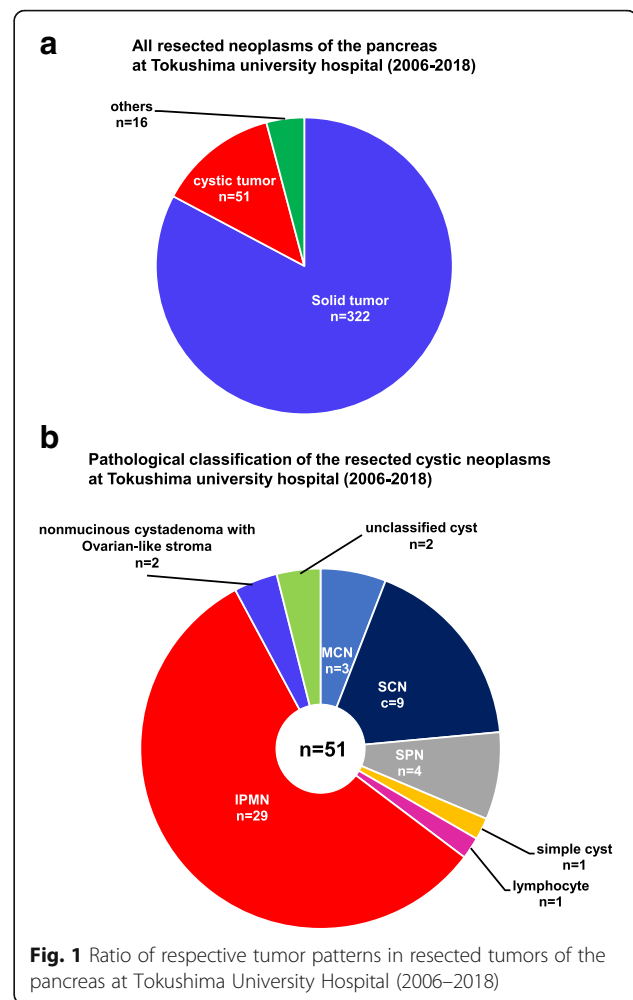 a
All resected neoplasms of the pancreas
at Tokushima university hospital (2006-2018)
others
n=16
cystic tumor
n=51
Solid tumor
n=322
b
Pathological classification of the resected cystic neoplasms
at Tokushima university hospital (2006-2018)
nonmucinous cystadenoma with
Ovarian-like stroma
n=2
unclassified cyst
n=2
MCN
n=3
SCN
c=9
SPN
n=4
n=51
IPMN
n=29
simple cyst
n=1
lymphocyte
n=1
Fig. 1 Ratio of respective tumor patterns in resected tumors of the
pancreas at Tokushima University Hospital (2006–2018)